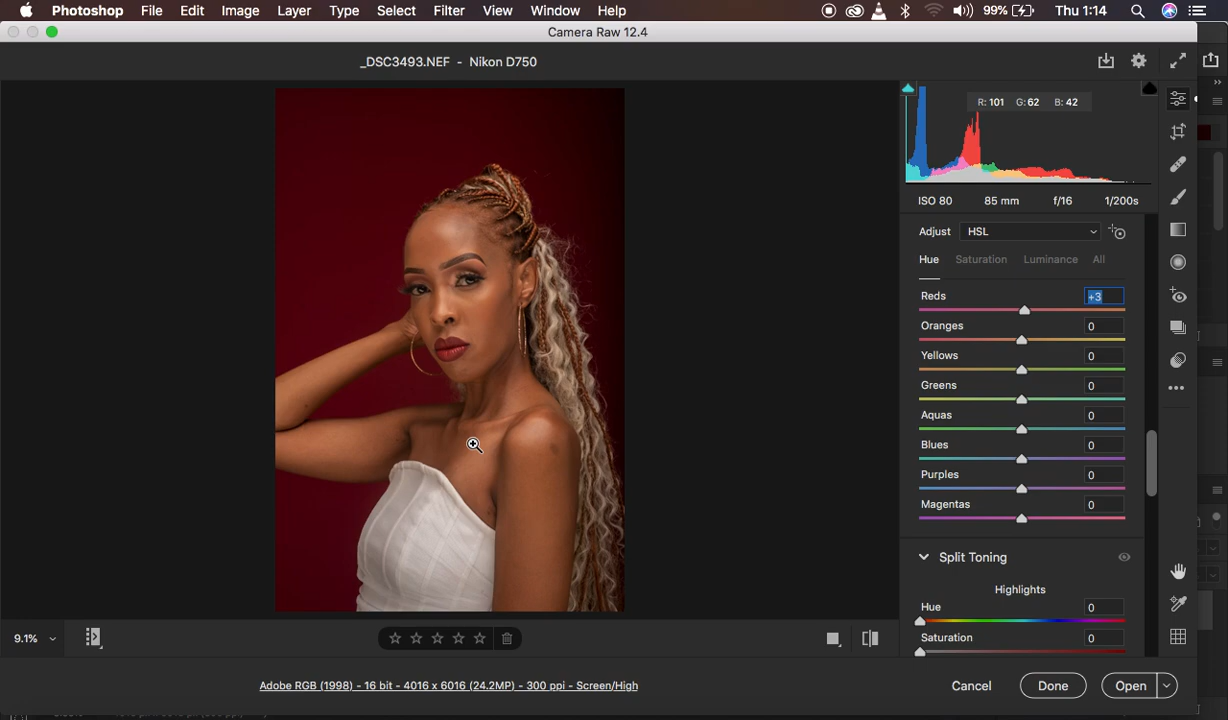 Photoshop File Edit Image Layer Type Select Filter View Window Help 99% Thu 1:14
Camera Raw 12.4
_DSC3493.NEF - Nikon D750
R: 101 G: 62 B: 42
ISO 80 85 mm f/16 1/200s
Adjust HSL
Hue Saturation Luminance All
Reds +3
Oranges 0
Yellows 0
Greens 0
Aquas 0
Blues 0
Purples 0
Magentas 0
Split Toning
Highlights
Hue 0
Saturation 0
9.1%
Adobe RGB (1998) - 16 bit - 4016 x 6016 (24.2MP) - 300 ppi - Screen/High
Cancel Done Open